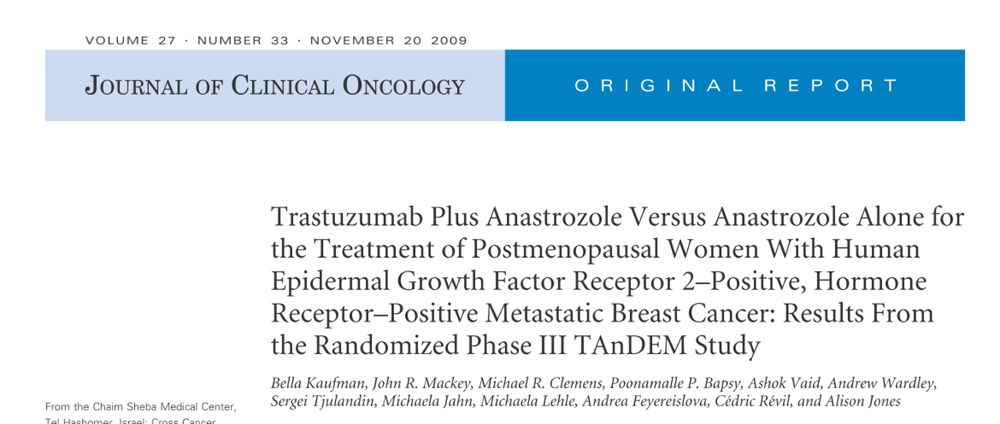 VOLUME 27 · NUMBER 33 · NOVEMBER 20 2009
JOURNAL OF CLINICAL ONCOLOGY
ORIGINAL REPORT
Trastuzumab Plus Anastrozole Versus Anastrozole Alone for
the Treatment of Postmenopausal Women With Human
Epidermal Growth Factor Receptor 2–Positive, Hormone
Receptor–Positive Metastatic Breast Cancer: Results From
the Randomized Phase III TAnDEM Study
Bella Kaufman, John R. Mackey, Michael R. Clemens, Poonamalle P. Bapsy, Ashok Vaid, Andrew Wardley,
Sergei Tjulandin, Michaela Jahn, Michaela Lehle, Andrea Feyereislova, Cédric Révil, and Alison Jones
From the Chaim Sheba Medical Center,
Tel Hashomer, Israel; Cross Cancer